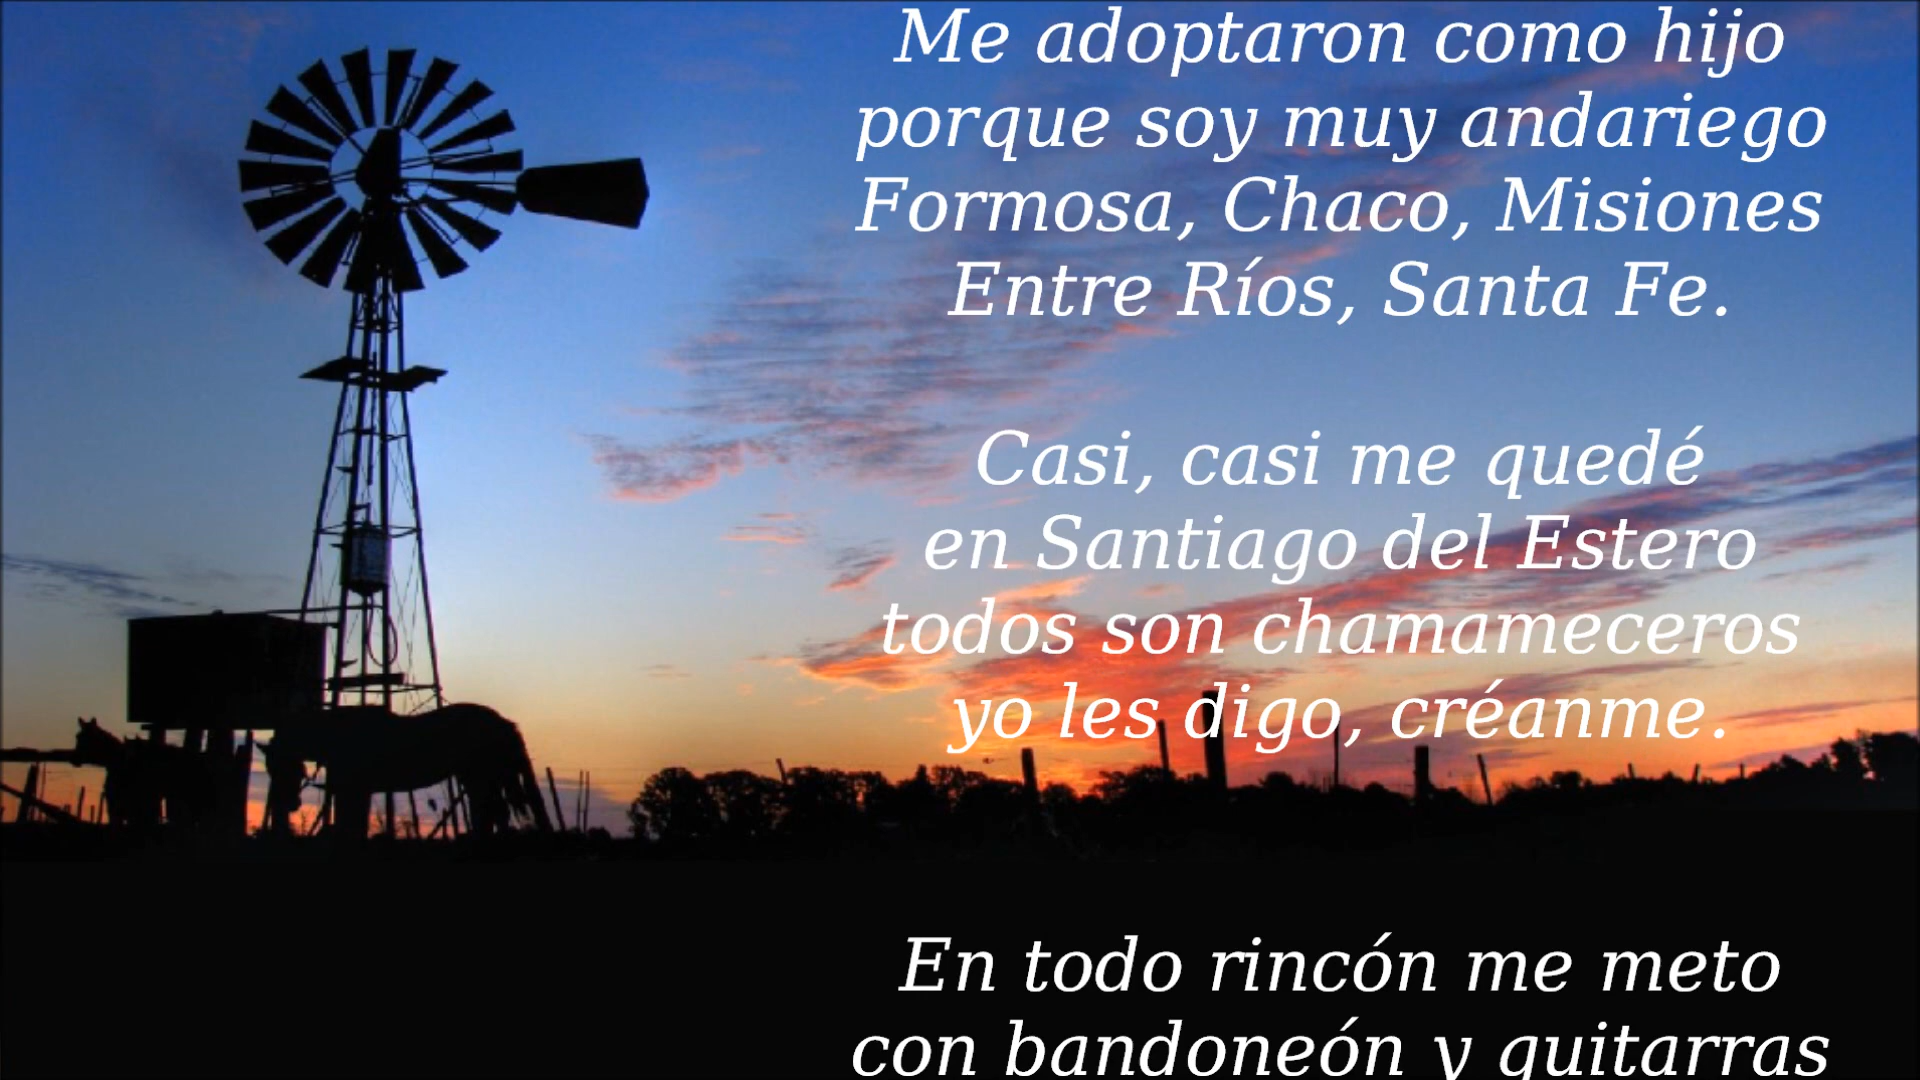 Me adoptaron como hijo
porque soy muy andariego
Formosa, Chaco, Misiones
Entre Ríos, Santa Fe.
Casi, casi me quedé
en Santiago del Estero
todos son chamameceros
yo les digo, créanme.
En todo rincón me meto
con bandoneón y guitarras